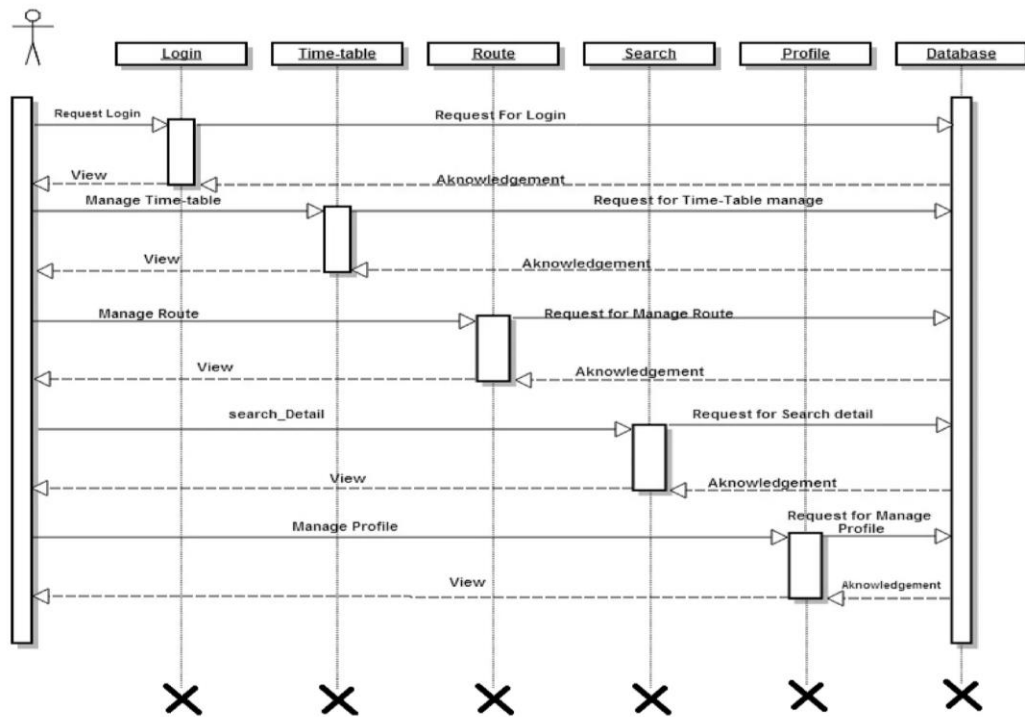 Login
Time-table
Route
Search
Profile
Database
Request Login
Request For Login
View
Aknowledgement
Manage Time-table
Request for Time-Table manage
View
Aknowledgement
Manage Route
Request for Manage Route
View
Aknowledgement
search_Detail
Request for Search detail
View
Aknowledgement
Manage Profile
Request for Manage
Profile
View
Aknowledgement